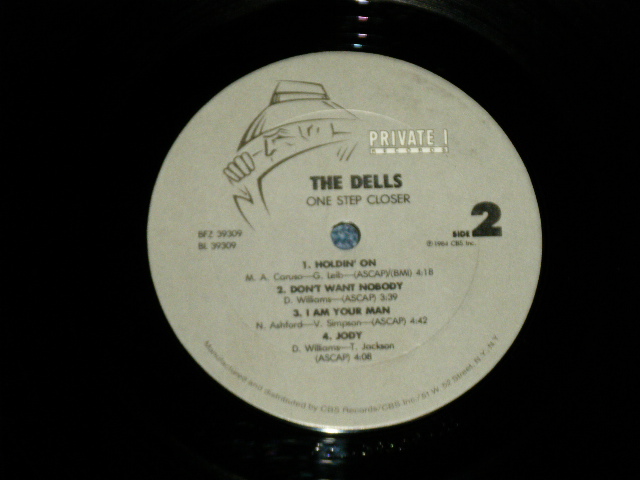 PRIVATE I
RECORDS
THE DELLS
ONE STEP CLOSER
BFZ 39309
BL 39309
SIDE 2
℗ 1984 CBS Inc.
1. HOLDIN' ON
M. A. Caruso—G. Leib—(ASCAP)/(BMI) 4:18
2. DON'T WANT NOBODY
D. Williams—(ASCAP) 3:39
3. I AM YOUR MAN
N. Ashford—V. Simpson—(ASCAP) 4:42
4. JODY
D. Williams—T. Jackson
(ASCAP) 4:08
Manufactured and distributed by CBS Records/CBS Inc./51 W. 52 Street, N.Y., N.Y.